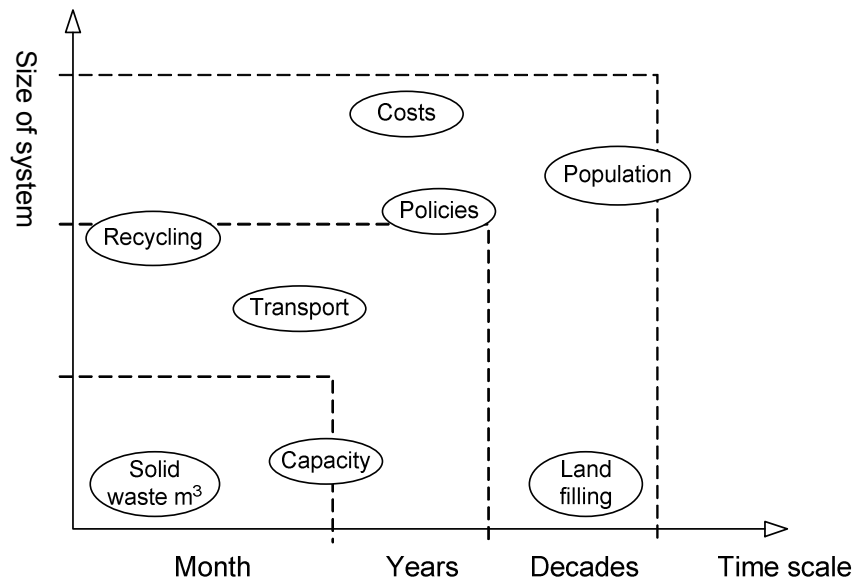 Size of system
Costs
Population
Policies
Recycling
Transport
Capacity
Solid
waste m³
Land
filling
Month
Years
Decades
Time scale